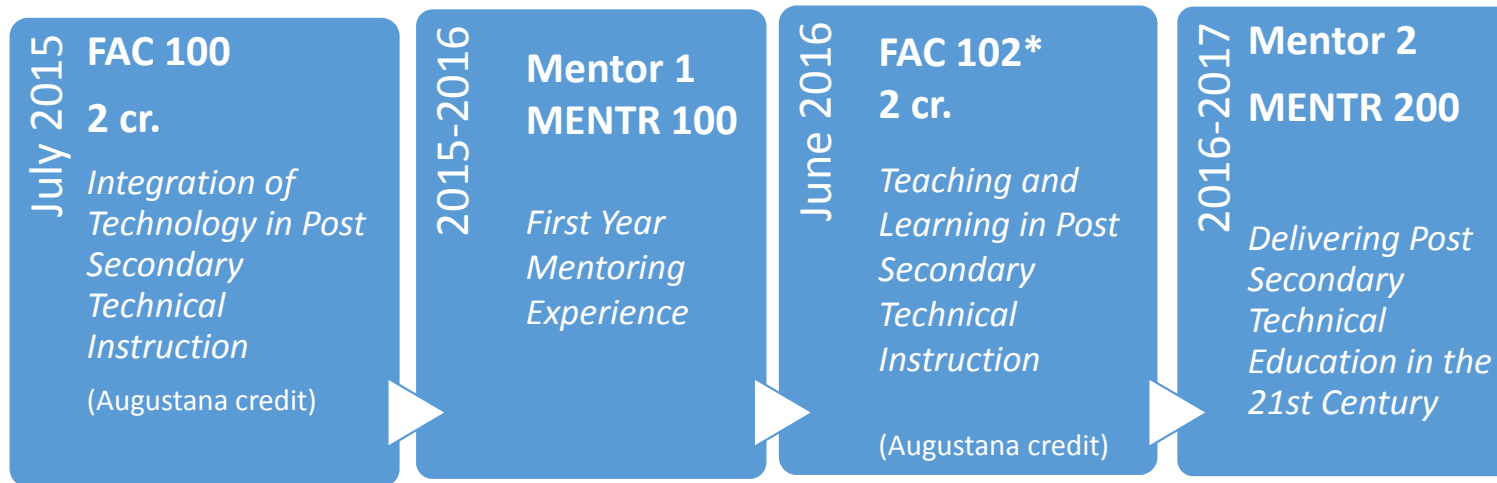 July 2015
FAC 100
2 cr.
Integration of
Technology in Post
Secondary
Technical
Instruction
(Augustana credit)
2015-2016
Mentor 1
MENTR 100
First Year
Mentoring
Experience
June 2016
FAC 102*
2 cr.
Teaching and
Learning in Post
Secondary
Technical
Instruction
(Augustana credit)
2016-2017
Mentor 2
MENTR 200
Delivering Post
Secondary
Technical
Education in the
21st Century